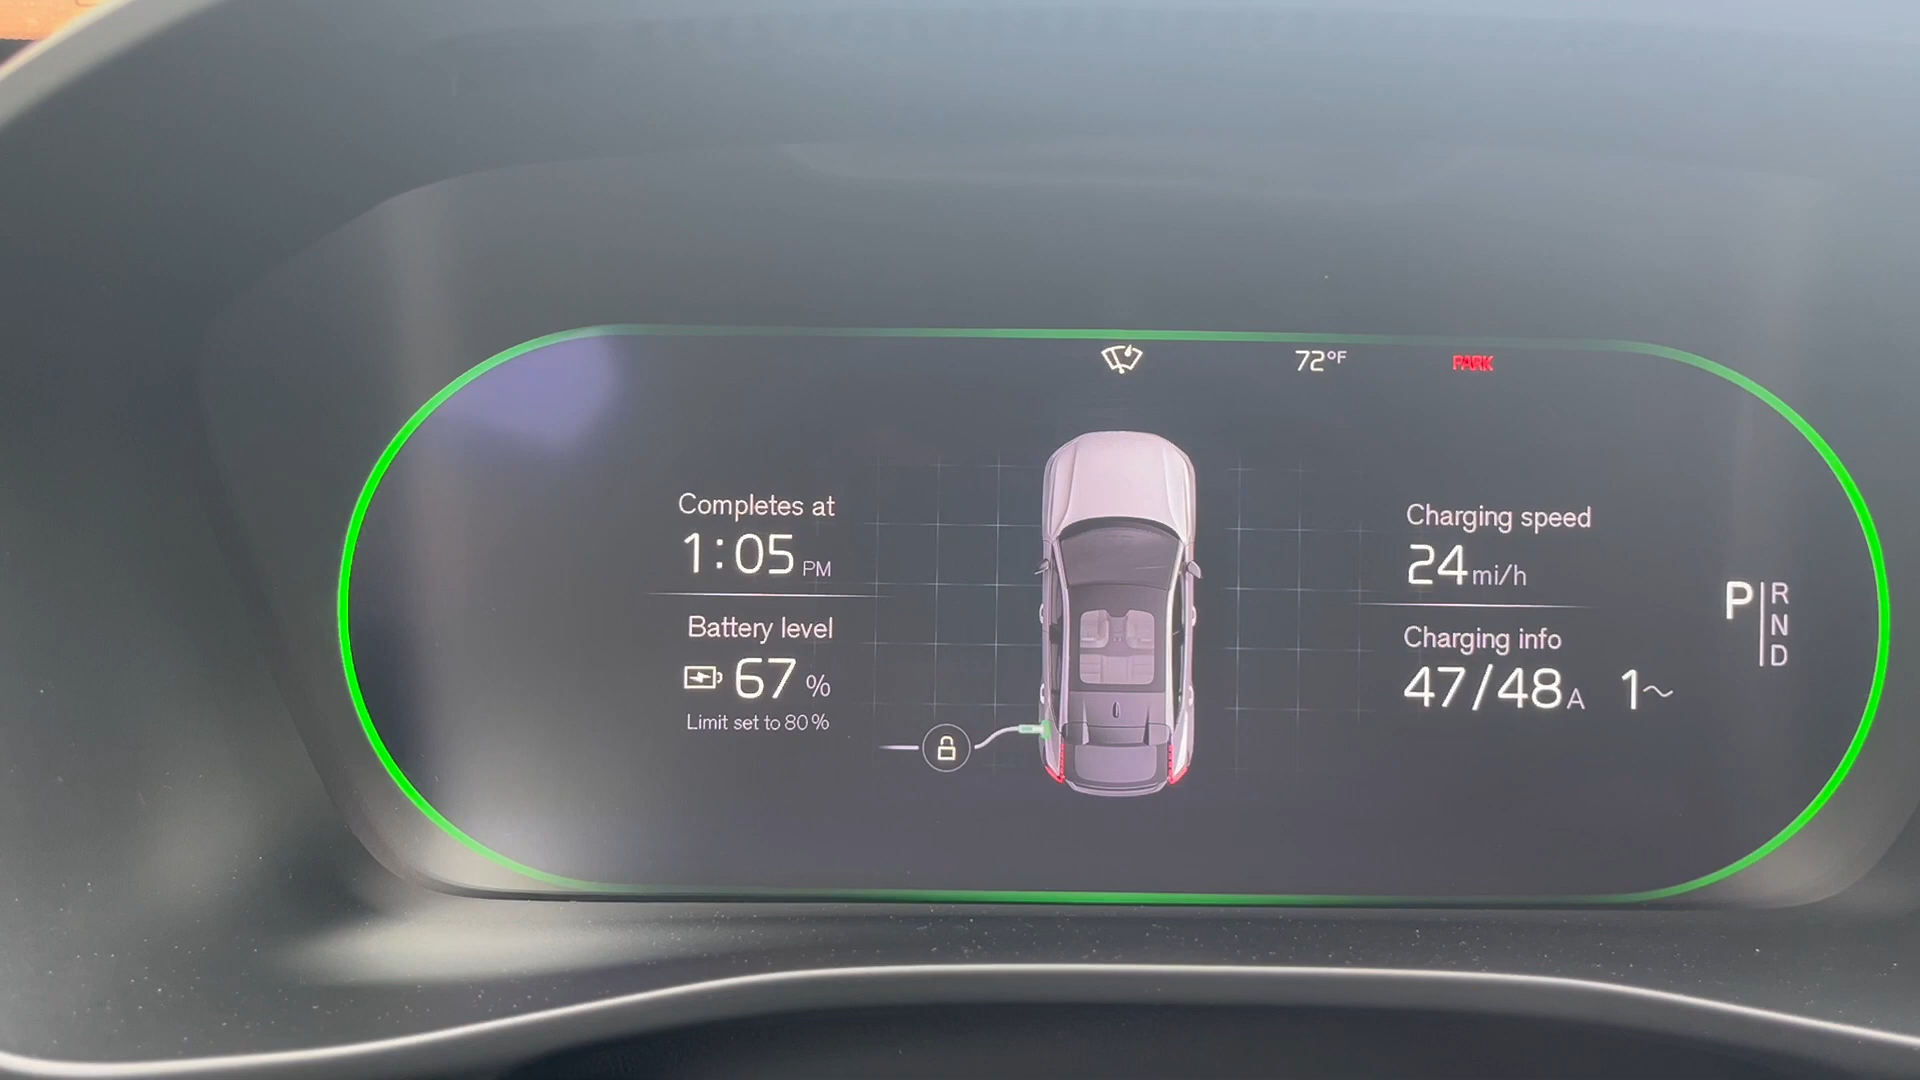 72°F
PARK
Completes at
1:05 PM
Battery level
67 %
Limit set to 80%
Charging speed
24 mi/h
Charging info
47/48A 1~
P R
N
D